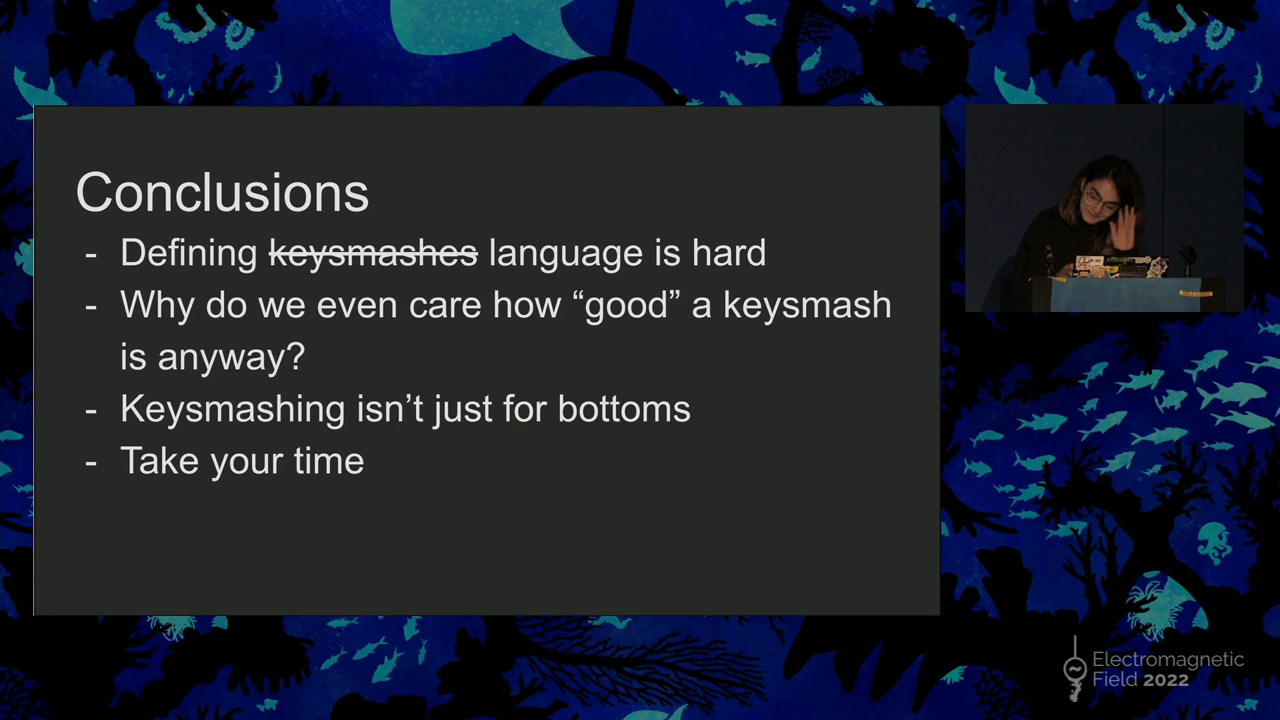 Conclusions
- Defining keysmashes language is hard
- Why do we even care how “good” a keysmash
is anyway?
- Keysmashing isn’t just for bottoms
- Take your time
Electromagnetic
Field 2022